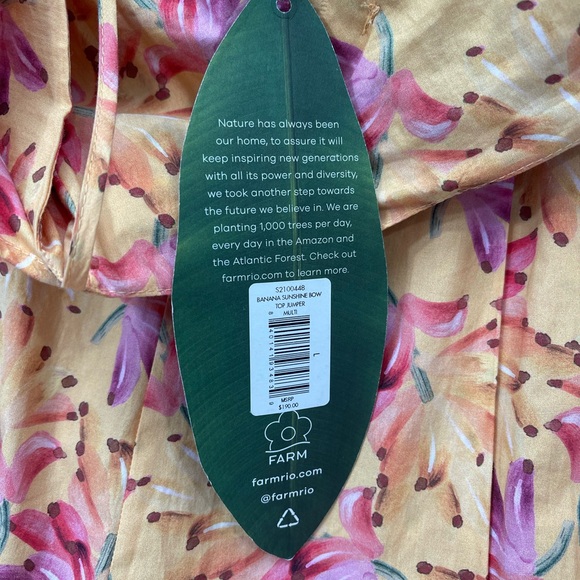 Nature has always been
our home, to assure it will
keep inspiring new generations
with all its power and diversity,
we took another step towards
the future we believe in. We are
planting 1,000 trees per day,
every day in the Amazon and
the Atlantic Forest. Check out
farmrio.com to learn more.
S2100448
BANANA SUNSHINE BOW
TOP JUMPER
MULTI
L
MSRP
$190.00
FARM
farmrio.com
@farmrio